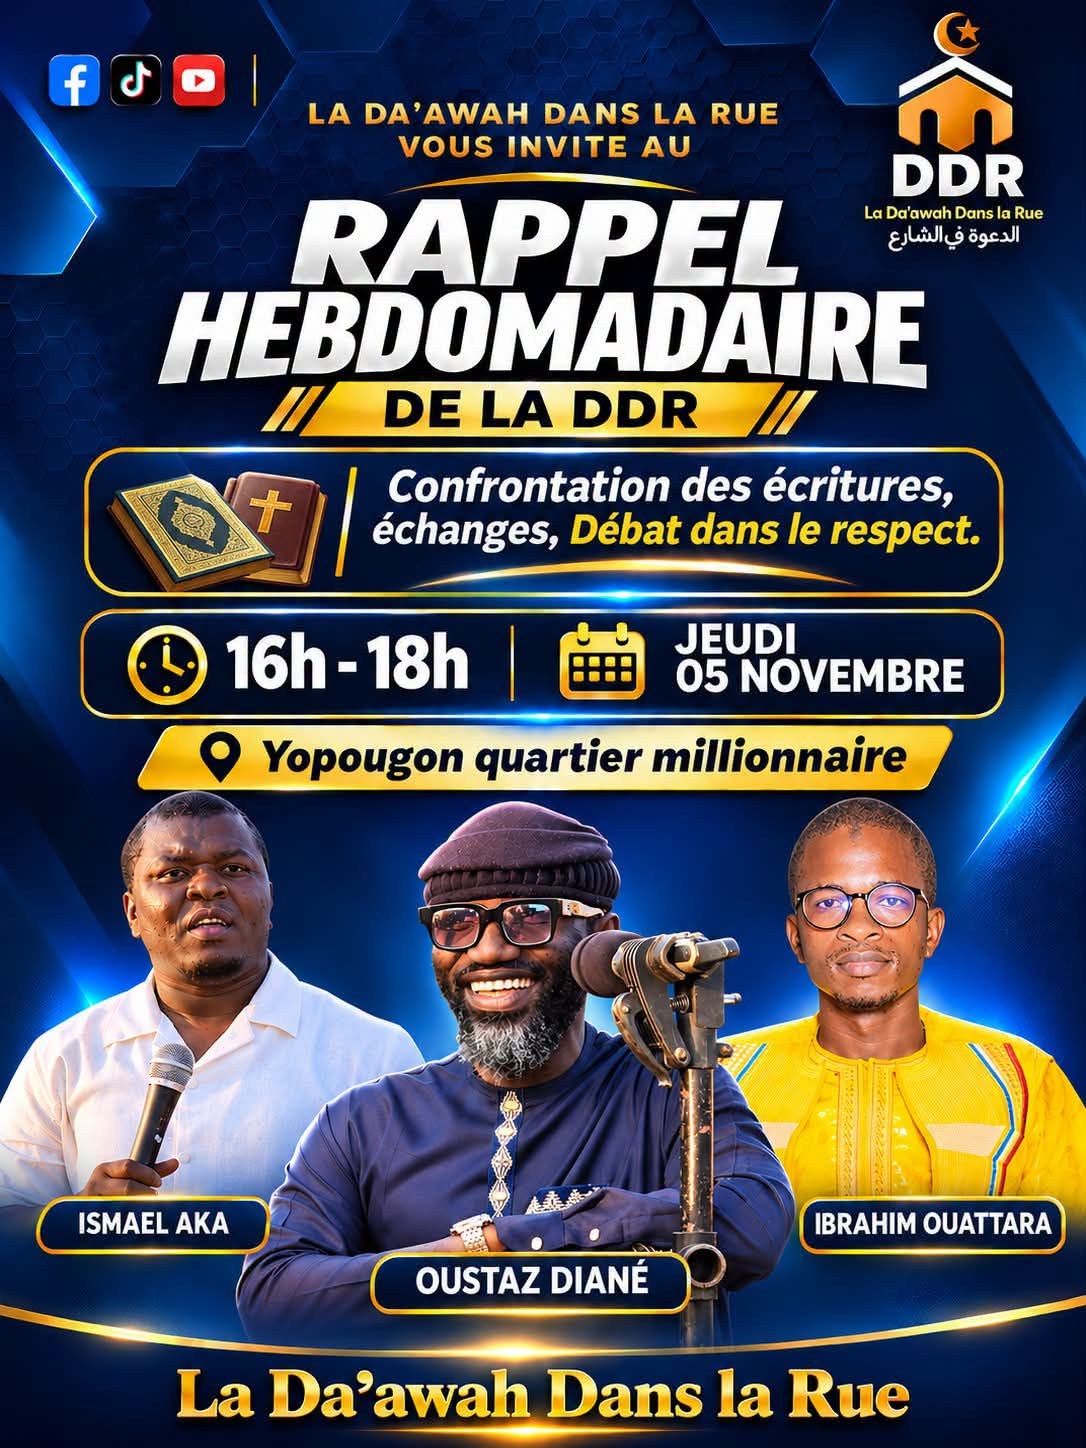 LA DA'AWAH DANS LA RUE
VOUS INVITE AU
DDR
La Da'awah Dans la Rue
الدعوة في الشارع
RAPPEL
HEBDOMADAIRE
DE LA DDR
Confrontation des écritures,
échanges, Débat dans le respect.
16h - 18h
JEUDI
05 NOVEMBRE
Yopougon quartier millionnaire
ISMAEL AKA
OUSTAZ DIANÉ
IBRAHIM OUATTARA
La Da'awah Dans la Rue